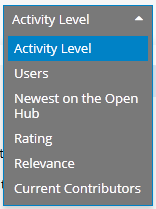 Activity Level
Activity Level
Users
Newest on the Open
Hub
Rating
Relevance
Current Contributors